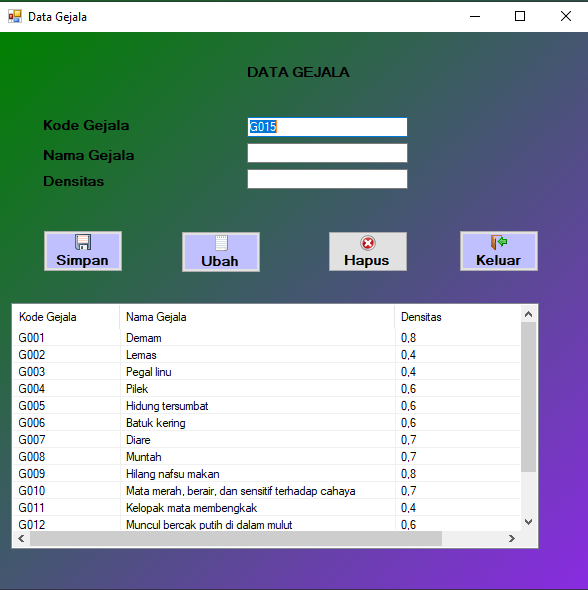 Data Gejala
DATA GEJALA
Kode Gejala G015
Nama Gejala
Densitas
Simpan Ubah Hapus Keluar
Kode Gejala Nama Gejala Densitas
G001 Demam 0,8
G002 Lemas 0,4
G003 Pegal linu 0,4
G004 Pilek 0,6
G005 Hidung tersumbat 0,6
G006 Batuk kering 0,6
G007 Diare 0,7
G008 Muntah 0,7
G009 Hilang nafsu makan 0,8
G010 Mata merah, berair, dan sensitif terhadap cahaya 0,7
G011 Kelopak mata membengkak 0,4
G012 Muncul bercak putih di dalam mulut 0,6